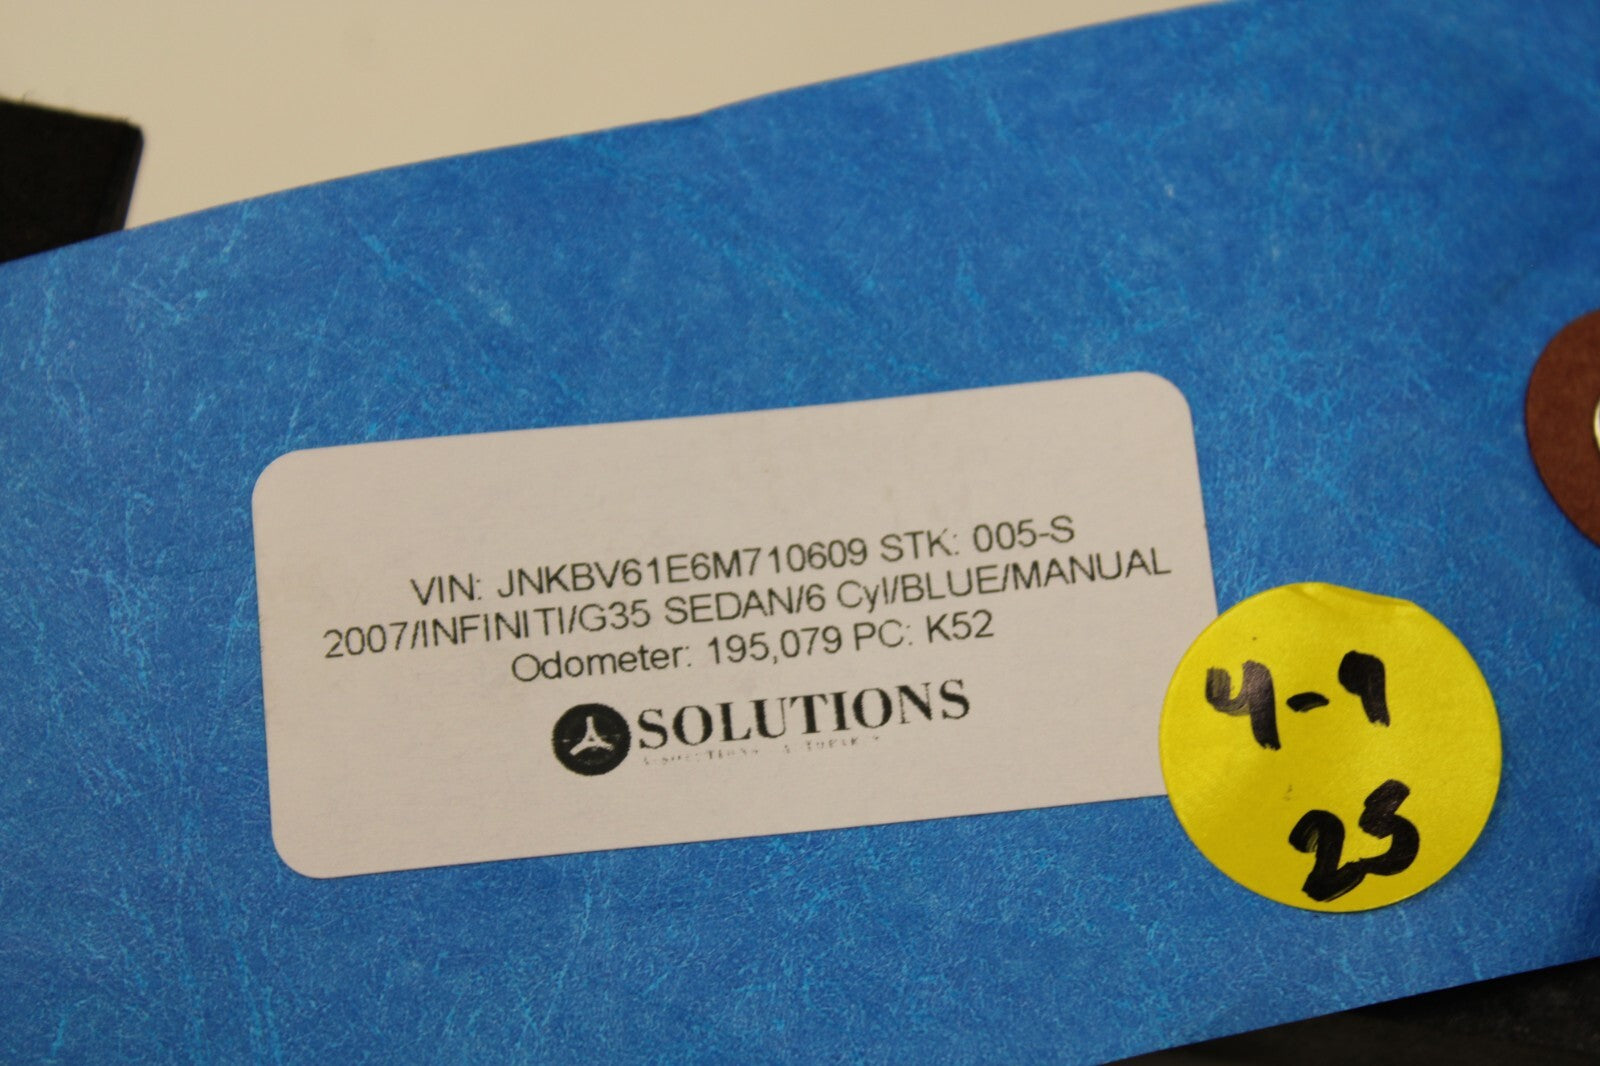 VIN: JNKBV61E6M710609 STK: 005-S
2007/INFINITI/G35 SEDAN/6 Cyl/BLUE/MANUAL
Odometer: 195,079 PC: K52
SOLUTIONS
4-9
25